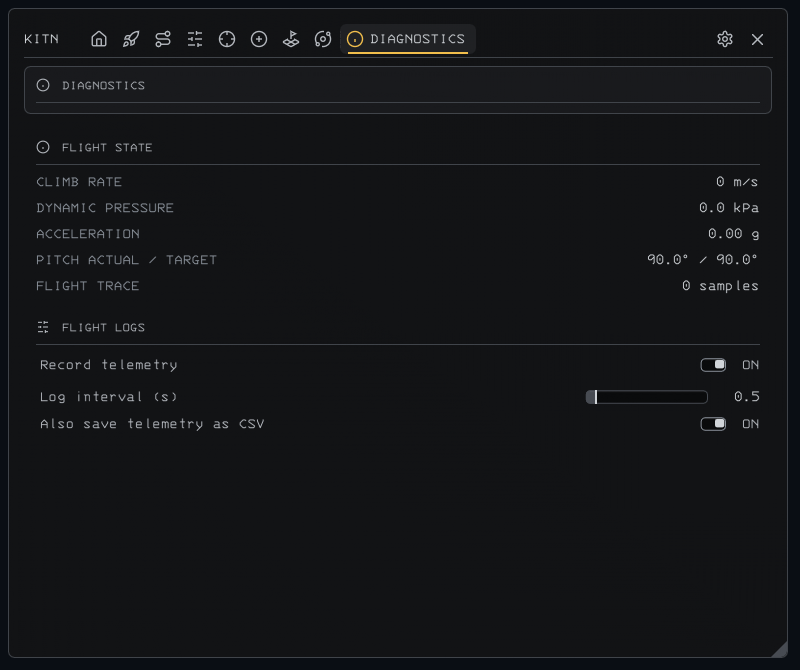 KITN DIAGNOSTICS
DIAGNOSTICS
FLIGHT STATE
CLIMB RATE 0 m/s
DYNAMIC PRESSURE 0.0 kPa
ACCELERATION 0.00 g
PITCH ACTUAL / TARGET 90.0° / 90.0°
FLIGHT TRACE 0 samples
FLIGHT LOGS
Record telemetry ON
Log interval (s) 0.5
Also save telemetry as CSV ON